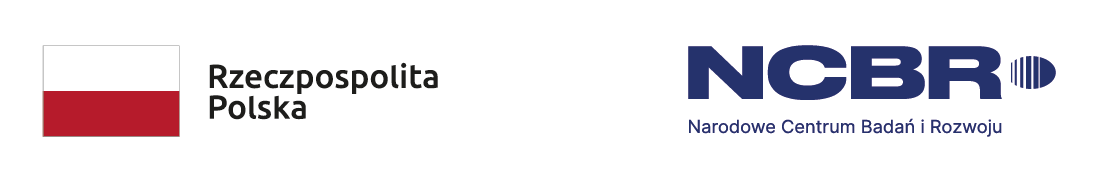 Rzeczpospolita
Polska
NCBR
Narodowe Centrum Badań i Rozwoju